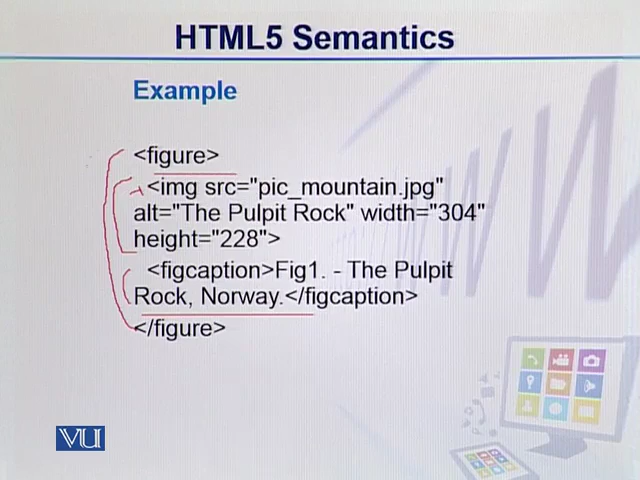 HTML5 Semantics
Example
<figure>
<img src="pic_mountain.jpg"
alt="The Pulpit Rock" width="304"
height="228">
<figcaption>Fig1. - The Pulpit
Rock, Norway.</figcaption>
</figure>
VU